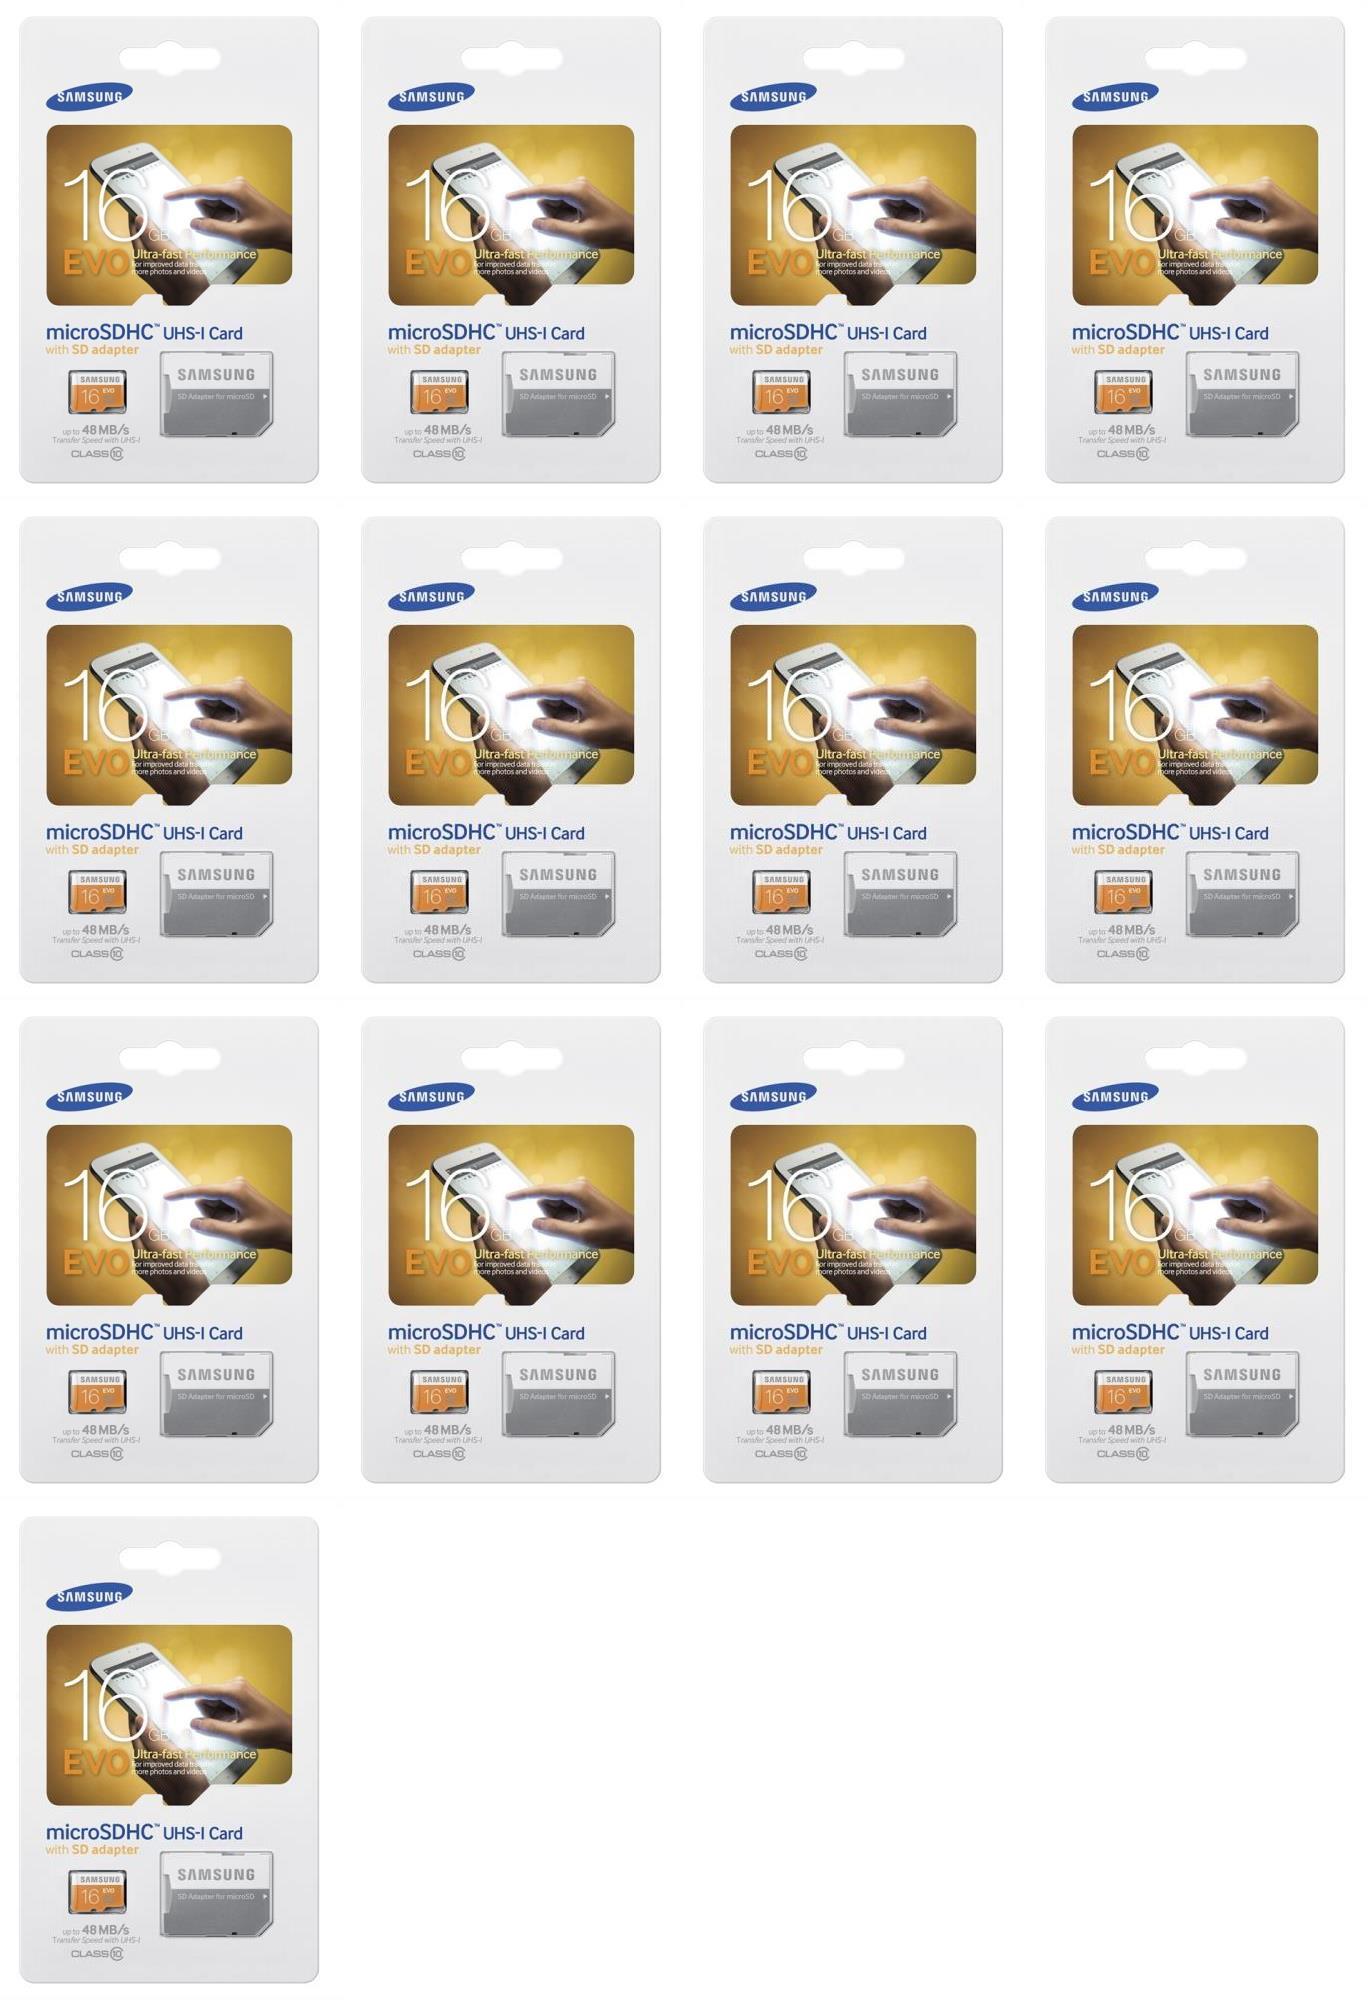 SAMSUNG
16 GB
EVO Ultra-fast Performance
For improved data transfer
more photos and videos
microSDHC™ UHS-I Card
with SD adapter
SAMSUNG
16 EVO
SAMSUNG
SD Adapter for microSD
up to 48 MB/s
Transfer Speed with UHS-I
CLASS 10
SAMSUNG
16 GB
EVO Ultra-fast Performance
For improved data transfer
more photos and videos
microSDHC™ UHS-I Card
with SD adapter
SAMSUNG
16 EVO
SAMSUNG
SD Adapter for microSD
up to 48 MB/s
Transfer Speed with UHS-I
CLASS 10
SAMSUNG
16 GB
EVO Ultra-fast Performance
For improved data transfer
more photos and videos
microSDHC™ UHS-I Card
with SD adapter
SAMSUNG
16 EVO
SAMSUNG
SD Adapter for microSD
up to 48 MB/s
Transfer Speed with UHS-I
CLASS 10
SAMSUNG
16 GB
EVO Ultra-fast Performance
For improved data transfer
more photos and videos
microSDHC™ UHS-I Card
with SD adapter
SAMSUNG
16 EVO
SAMSUNG
SD Adapter for microSD
up to 48 MB/s
Transfer Speed with UHS-I
CLASS 10
SAMSUNG
16 GB
EVO Ultra-fast Performance
For improved data transfer
more photos and videos
microSDHC™ UHS-I Card
with SD adapter
SAMSUNG
16 EVO
SAMSUNG
SD Adapter for microSD
up to 48 MB/s
Transfer Speed with UHS-I
CLASS 10
SAMSUNG
16 GB
EVO Ultra-fast Performance
For improved data transfer
more photos and videos
microSDHC™ UHS-I Card
with SD adapter
SAMSUNG
16 EVO
SAMSUNG
SD Adapter for microSD
up to 48 MB/s
Transfer Speed with UHS-I
CLASS 10
SAMSUNG
16 GB
EVO Ultra-fast Performance
For improved data transfer
more photos and videos
microSDHC™ UHS-I Card
with SD adapter
SAMSUNG
16 EVO
SAMSUNG
SD Adapter for microSD
up to 48 MB/s
Transfer Speed with UHS-I
CLASS 10
SAMSUNG
16 GB
EVO Ultra-fast Performance
For improved data transfer
more photos and videos
microSDHC™ UHS-I Card
with SD adapter
SAMSUNG
16 EVO
SAMSUNG
SD Adapter for microSD
up to 48 MB/s
Transfer Speed with UHS-I
CLASS 10
SAMSUNG
16 GB
EVO Ultra-fast Performance
For improved data transfer
more photos and videos
microSDHC™ UHS-I Card
with SD adapter
SAMSUNG
16 EVO
SAMSUNG
SD Adapter for microSD
up to 48 MB/s
Transfer Speed with UHS-I
CLASS 10
SAMSUNG
16 GB
EVO Ultra-fast Performance
For improved data transfer
more photos and videos
microSDHC™ UHS-I Card
with SD adapter
SAMSUNG
16 EVO
SAMSUNG
SD Adapter for microSD
up to 48 MB/s
Transfer Speed with UHS-I
CLASS 10
SAMSUNG
16 GB
EVO Ultra-fast Performance
For improved data transfer
more photos and videos
microSDHC™ UHS-I Card
with SD adapter
SAMSUNG
16 EVO
SAMSUNG
SD Adapter for microSD
up to 48 MB/s
Transfer Speed with UHS-I
CLASS 10
SAMSUNG
16 GB
EVO Ultra-fast Performance
For improved data transfer
more photos and videos
microSDHC™ UHS-I Card
with SD adapter
SAMSUNG
16 EVO
SAMSUNG
SD Adapter for microSD
up to 48 MB/s
Transfer Speed with UHS-I
CLASS 10
SAMSUNG
16 GB
EVO Ultra-fast Performance
For improved data transfer
more photos and videos
microSDHC™ UHS-I Card
with SD adapter
SAMSUNG
16 EVO
SAMSUNG
SD Adapter for microSD
up to 48 MB/s
Transfer Speed with UHS-I
CLASS 10